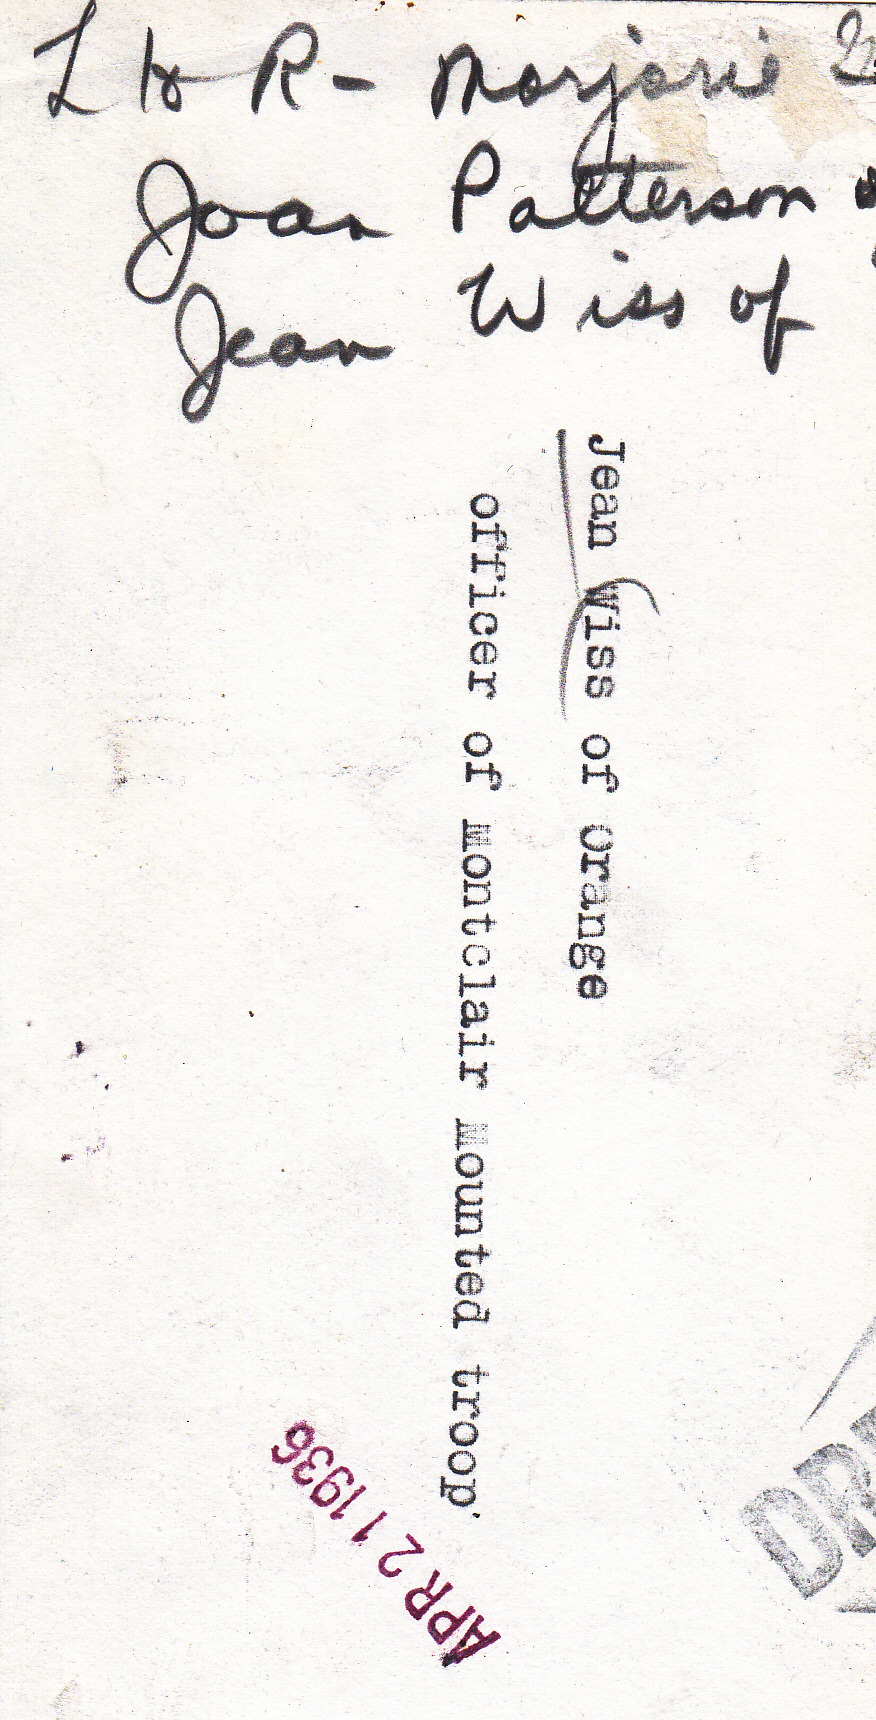 L to R - Marjorie
Joan Patterson
Jean Wiss of
Jean Wiss of Orange
officer of Montclair Mounted troop
APR 21 1936
DR